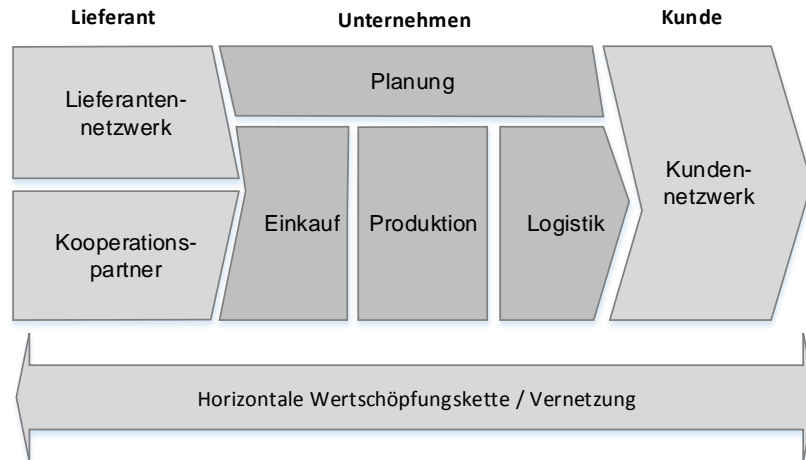 Lieferant
Unternehmen
Kunde
Lieferanten-
netzwerk
Kooperations-
partner
Planung
Einkauf
Produktion
Logistik
Kunden-
netzwerk
Horizontale Wertschöpfungskette / Vernetzung